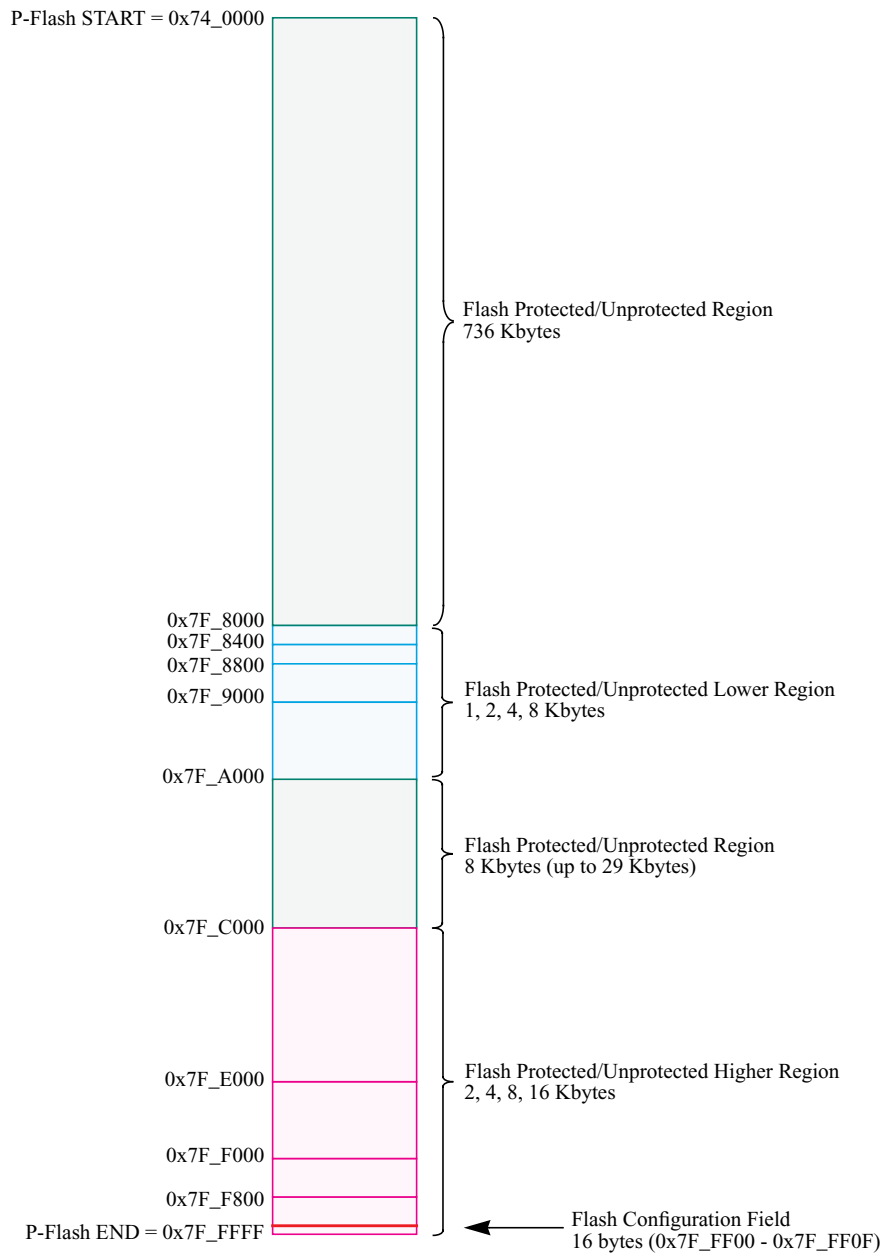 P-Flash START = 0x74_0000
Flash Protected/Unprotected Region
736 Kbytes
0x7F_8000
0x7F_8400
0x7F_8800
0x7F_9000
Flash Protected/Unprotected Lower Region
1, 2, 4, 8 Kbytes
0x7F_A000
Flash Protected/Unprotected Region
8 Kbytes (up to 29 Kbytes)
0x7F_C000
0x7F_E000
Flash Protected/Unprotected Higher Region
2, 4, 8, 16 Kbytes
0x7F_F000
0x7F_F800
P-Flash END = 0x7F_FFFF
Flash Configuration Field
16 bytes (0x7F_FF00 - 0x7F_FF0F)